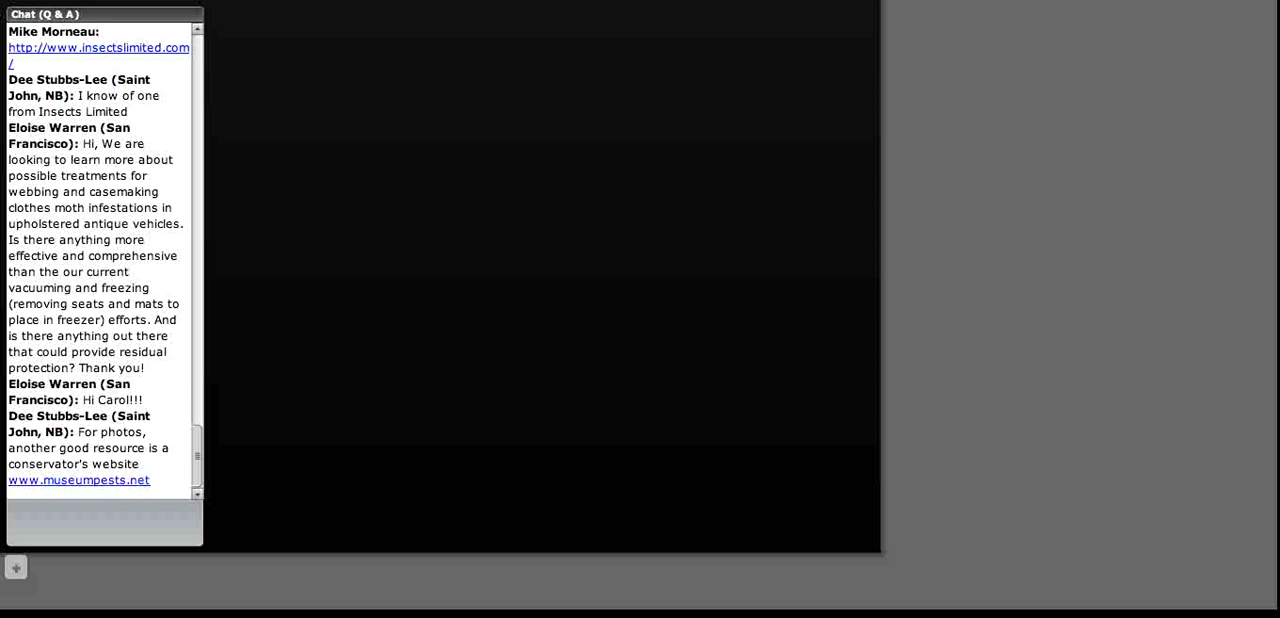 Chat (Q & A)
Mike Morneau:
http://www.insectslimited.com
/
Dee Stubbs-Lee (Saint
John, NB): I know of one
from Insects Limited
Eloise Warren (San
Francisco): Hi, We are
looking to learn more about
possible treatments for
webbing and casemaking
clothes moth infestations in
upholstered antique vehicles.
Is there anything more
effective and comprehensive
than the our current
vacuuming and freezing
(removing seats and mats to
place in freezer) efforts. And
is there anything out there
that could provide residual
protection? Thank you!
Eloise Warren (San
Francisco): Hi Carol!!!
Dee Stubbs-Lee (Saint
John, NB): For photos,
another good resource is a
conservator's website
www.museumpests.net